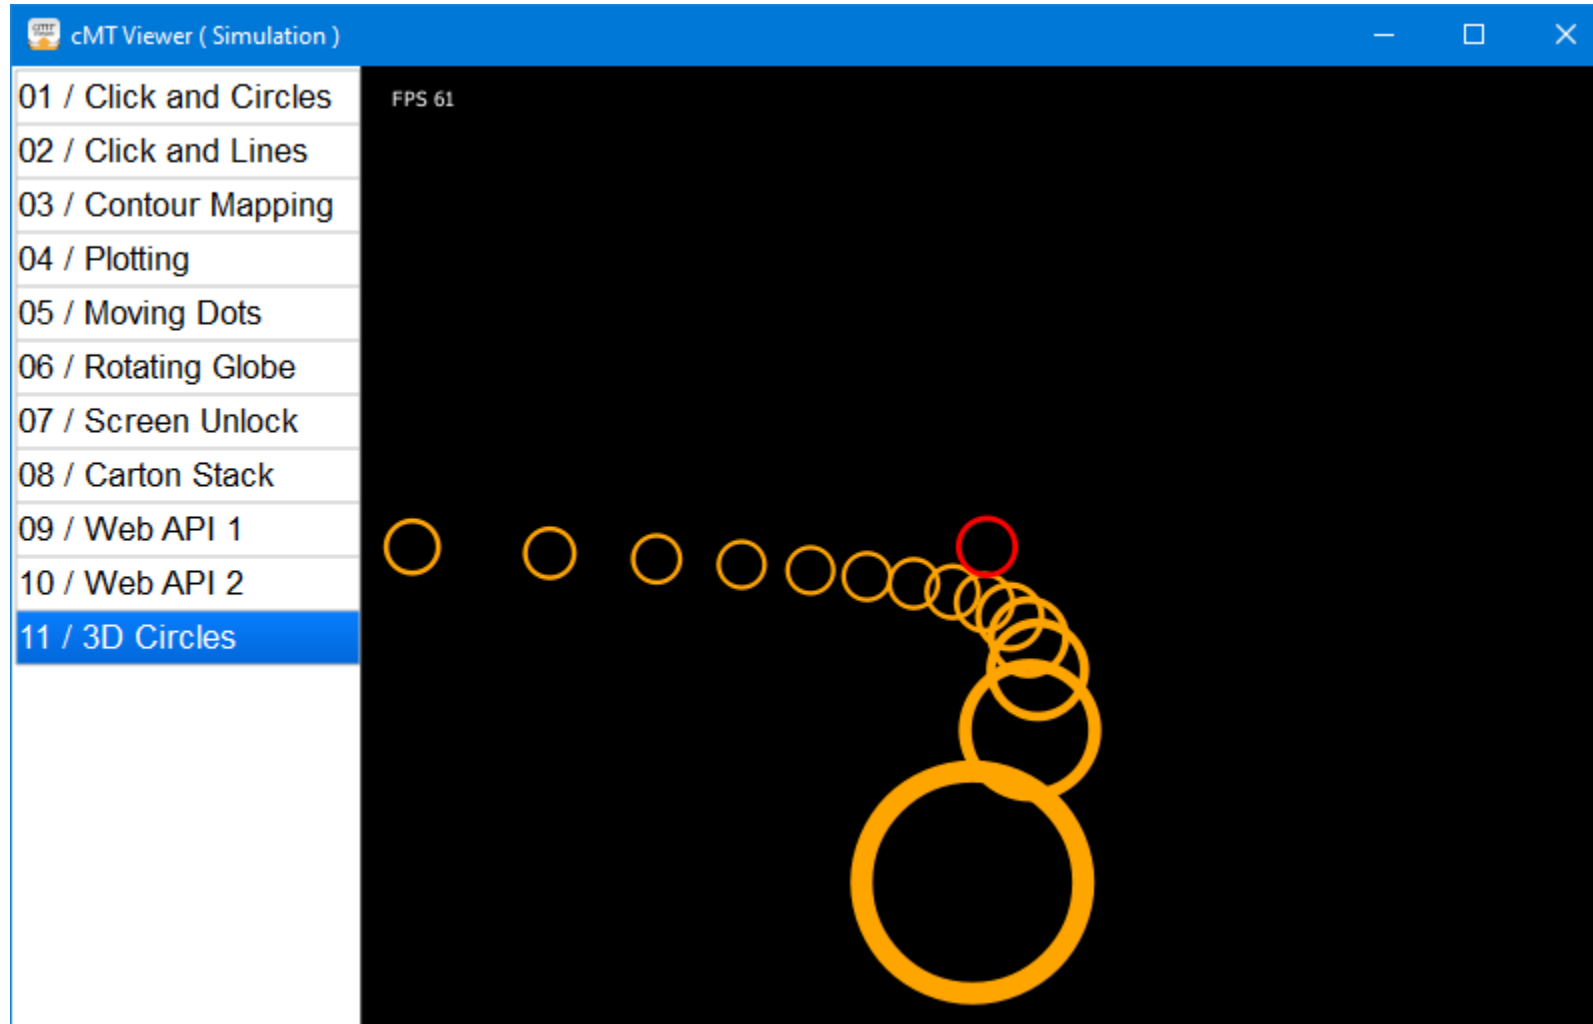 cMT Viewer ( Simulation )
01 / Click and Circles
02 / Click and Lines
03 / Contour Mapping
04 / Plotting
05 / Moving Dots
06 / Rotating Globe
07 / Screen Unlock
08 / Carton Stack
09 / Web API 1
10 / Web API 2
11 / 3D Circles
FPS 61